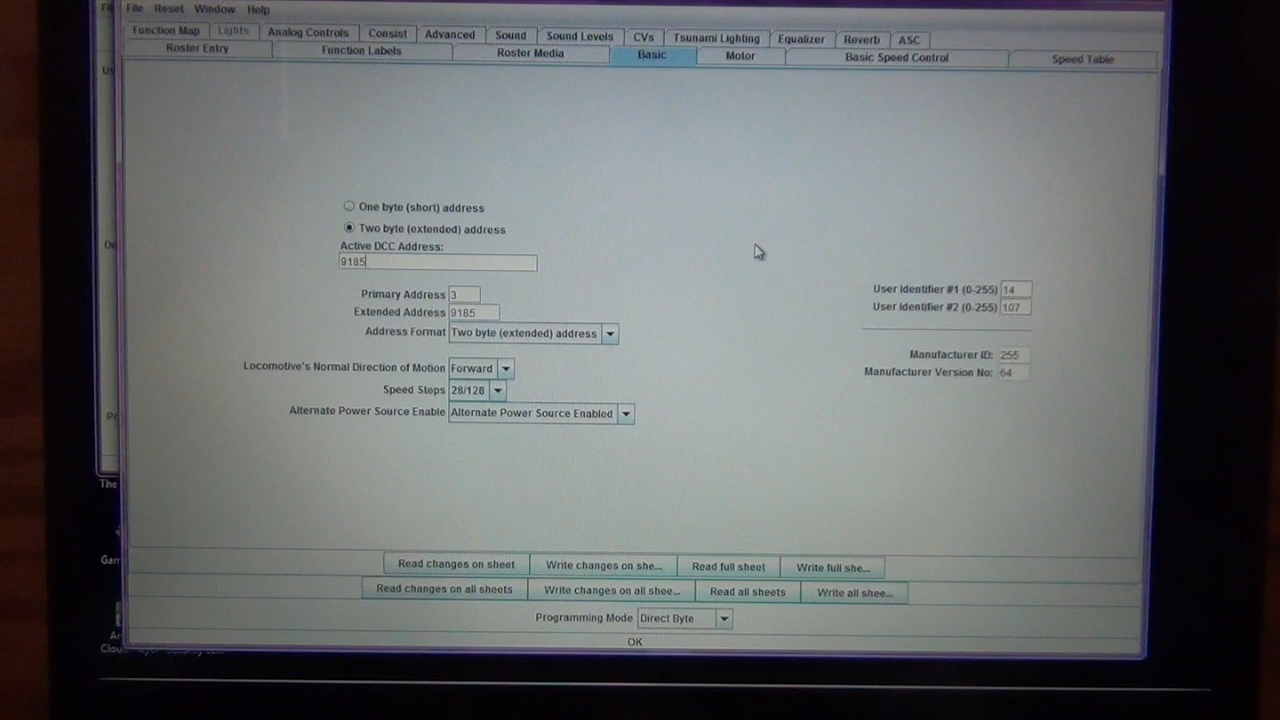 File Reset Window Help
Function Map Lights Analog Controls Consist Advanced Sound Sound Levels CVs Tsunami Lighting Equalizer Reverb ASC
Roster Entry Function Labels Roster Media Basic Motor Basic Speed Control Speed Table
One byte (short) address
Two byte (extended) address
Active DCC Address:
9185
Primary Address 3
Extended Address 9185
Address Format Two byte (extended) address
Locomotive's Normal Direction of Motion Forward
Speed Steps 28/128
Alternate Power Source Enable Alternate Power Source Enabled
User Identifier #1 (0-255) 14
User Identifier #2 (0-255) 107
Manufacturer ID: 255
Manufacturer Version No: 64
Read changes on sheet Write changes on she... Read full sheet Write full she...
Read changes on all sheets Write changes on all shee... Read all sheets Write all shee...
Programming Mode Direct Byte
OK
The